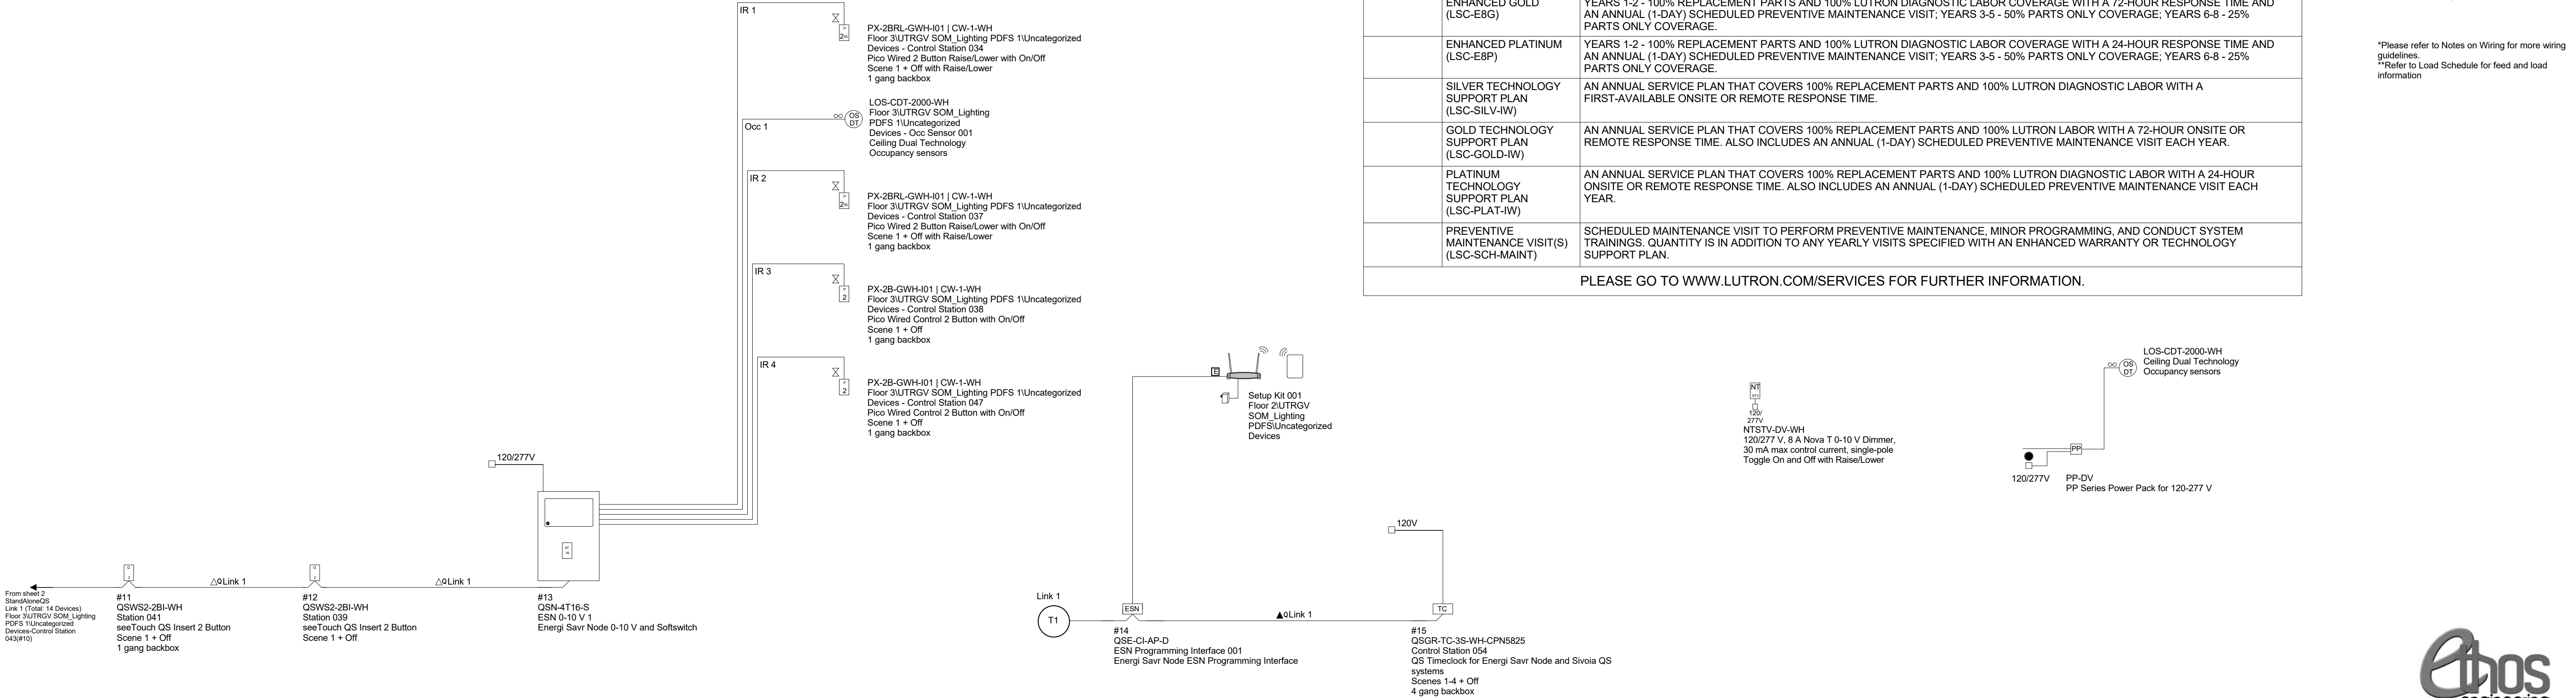 IR 1
PX-2BRL-GWH-I01 | CW-1-WH
Floor 3\UTRGV SOM_Lighting PDFS 1\Uncategorized
Devices - Control Station 034
Pico Wired 2 Button Raise/Lower with On/Off
Scene 1 + Off with Raise/Lower
1 gang backbox
Occ 1
OS
DT
LOS-CDT-2000-WH
Floor 3\UTRGV SOM_Lighting
PDFS 1\Uncategorized
Devices - Occ Sensor 001
Ceiling Dual Technology
Occupancy sensors
IR 2
PX-2BRL-GWH-I01 | CW-1-WH
Floor 3\UTRGV SOM_Lighting PDFS 1\Uncategorized
Devices - Control Station 037
Pico Wired 2 Button Raise/Lower with On/Off
Scene 1 + Off with Raise/Lower
1 gang backbox
IR 3
2
PX-2B-GWH-I01 | CW-1-WH
Floor 3\UTRGV SOM_Lighting PDFS 1\Uncategorized
Devices - Control Station 038
Pico Wired Control 2 Button with On/Off
Scene 1 + Off
1 gang backbox
IR 4
2
PX-2B-GWH-I01 | CW-1-WH
Floor 3\UTRGV SOM_Lighting PDFS 1\Uncategorized
Devices - Control Station 047
Pico Wired Control 2 Button with On/Off
Scene 1 + Off
1 gang backbox
120/277V
From sheet 2
StandAloneQS
Link 1 (Total: 14 Devices)
Floor 3\UTRGV SOM_Lighting
PDFS 1\Uncategorized
Devices-Control Station
043(#10)
Link 1
#11
QSWS2-2BI-WH
Station 041
seeTouch QS Insert 2 Button
Scene 1 + Off
1 gang backbox
Link 1
#12
QSWS2-2BI-WH
Station 039
seeTouch QS Insert 2 Button
Scene 1 + Off
#13
QSN-4T16-S
ESN 0-10 V 1
Energi Savr Node 0-10 V and Softswitch
ENHANCED GOLD
(LSC-E8G)
YEARS 1-2 - 100% REPLACEMENT PARTS AND 100% LUTRON DIAGNOSTIC LABOR COVERAGE WITH A 72-HOUR RESPONSE TIME AND
AN ANNUAL (1-DAY) SCHEDULED PREVENTIVE MAINTENANCE VISIT; YEARS 3-5 - 50% PARTS ONLY COVERAGE; YEARS 6-8 - 25%
PARTS ONLY COVERAGE.
ENHANCED PLATINUM
(LSC-E8P)
YEARS 1-2 - 100% REPLACEMENT PARTS AND 100% LUTRON DIAGNOSTIC LABOR COVERAGE WITH A 24-HOUR RESPONSE TIME AND
AN ANNUAL (1-DAY) SCHEDULED PREVENTIVE MAINTENANCE VISIT; YEARS 3-5 - 50% PARTS ONLY COVERAGE; YEARS 6-8 - 25%
PARTS ONLY COVERAGE.
SILVER TECHNOLOGY
SUPPORT PLAN
(LSC-SILV-IW)
AN ANNUAL SERVICE PLAN THAT COVERS 100% REPLACEMENT PARTS AND 100% LUTRON DIAGNOSTIC LABOR WITH A
FIRST-AVAILABLE ONSITE OR REMOTE RESPONSE TIME.
GOLD TECHNOLOGY
SUPPORT PLAN
(LSC-GOLD-IW)
AN ANNUAL SERVICE PLAN THAT COVERS 100% REPLACEMENT PARTS AND 100% LUTRON LABOR WITH A 72-HOUR ONSITE OR
REMOTE RESPONSE TIME. ALSO INCLUDES AN ANNUAL (1-DAY) SCHEDULED PREVENTIVE MAINTENANCE VISIT EACH YEAR.
PLATINUM
TECHNOLOGY
SUPPORT PLAN
(LSC-PLAT-IW)
AN ANNUAL SERVICE PLAN THAT COVERS 100% REPLACEMENT PARTS AND 100% LUTRON DIAGNOSTIC LABOR WITH A 24-HOUR
ONSITE OR REMOTE RESPONSE TIME. ALSO INCLUDES AN ANNUAL (1-DAY) SCHEDULED PREVENTIVE MAINTENANCE VISIT EACH
YEAR.
PREVENTIVE
MAINTENANCE VISIT(S)
(LSC-SCH-MAINT)
SCHEDULED MAINTENANCE VISIT TO PERFORM PREVENTIVE MAINTENANCE, MINOR PROGRAMMING, AND CONDUCT SYSTEM
TRAININGS. QUANTITY IS IN ADDITION TO ANY YEARLY VISITS SPECIFIED WITH AN ENHANCED WARRANTY OR TECHNOLOGY
SUPPORT PLAN.
PLEASE GO TO WWW.LUTRON.COM/SERVICES FOR FURTHER INFORMATION.
*Please refer to Notes on Wiring for more wiring
guidelines.
**Refer to Load Schedule for feed and load
information
E
Setup Kit 001
Floor 2\UTRGV
SOM_Lighting
PDFS\Uncategorized
Devices
120V
Link 1
T1
ESN
Link 1
TC
#14
QSE-CI-AP-D
ESN Programming Interface 001
Energi Savr Node ESN Programming Interface
#15
QSGR-TC-3S-WH-CPN5825
Control Station 054
QS Timeclock for Energi Savr Node and Sivoia QS
systems
Scenes 1-4 + Off
4 gang backbox
NT
120/
277V
NTSTV-DV-WH
120/277 V, 8 A Nova T 0-10 V Dimmer,
30 mA max control current, single-pole
Toggle On and Off with Raise/Lower
OS
DT
LOS-CDT-2000-WH
Ceiling Dual Technology
Occupancy sensors
PP
120/277V
PP-DV
PP Series Power Pack for 120-277 V
ethos